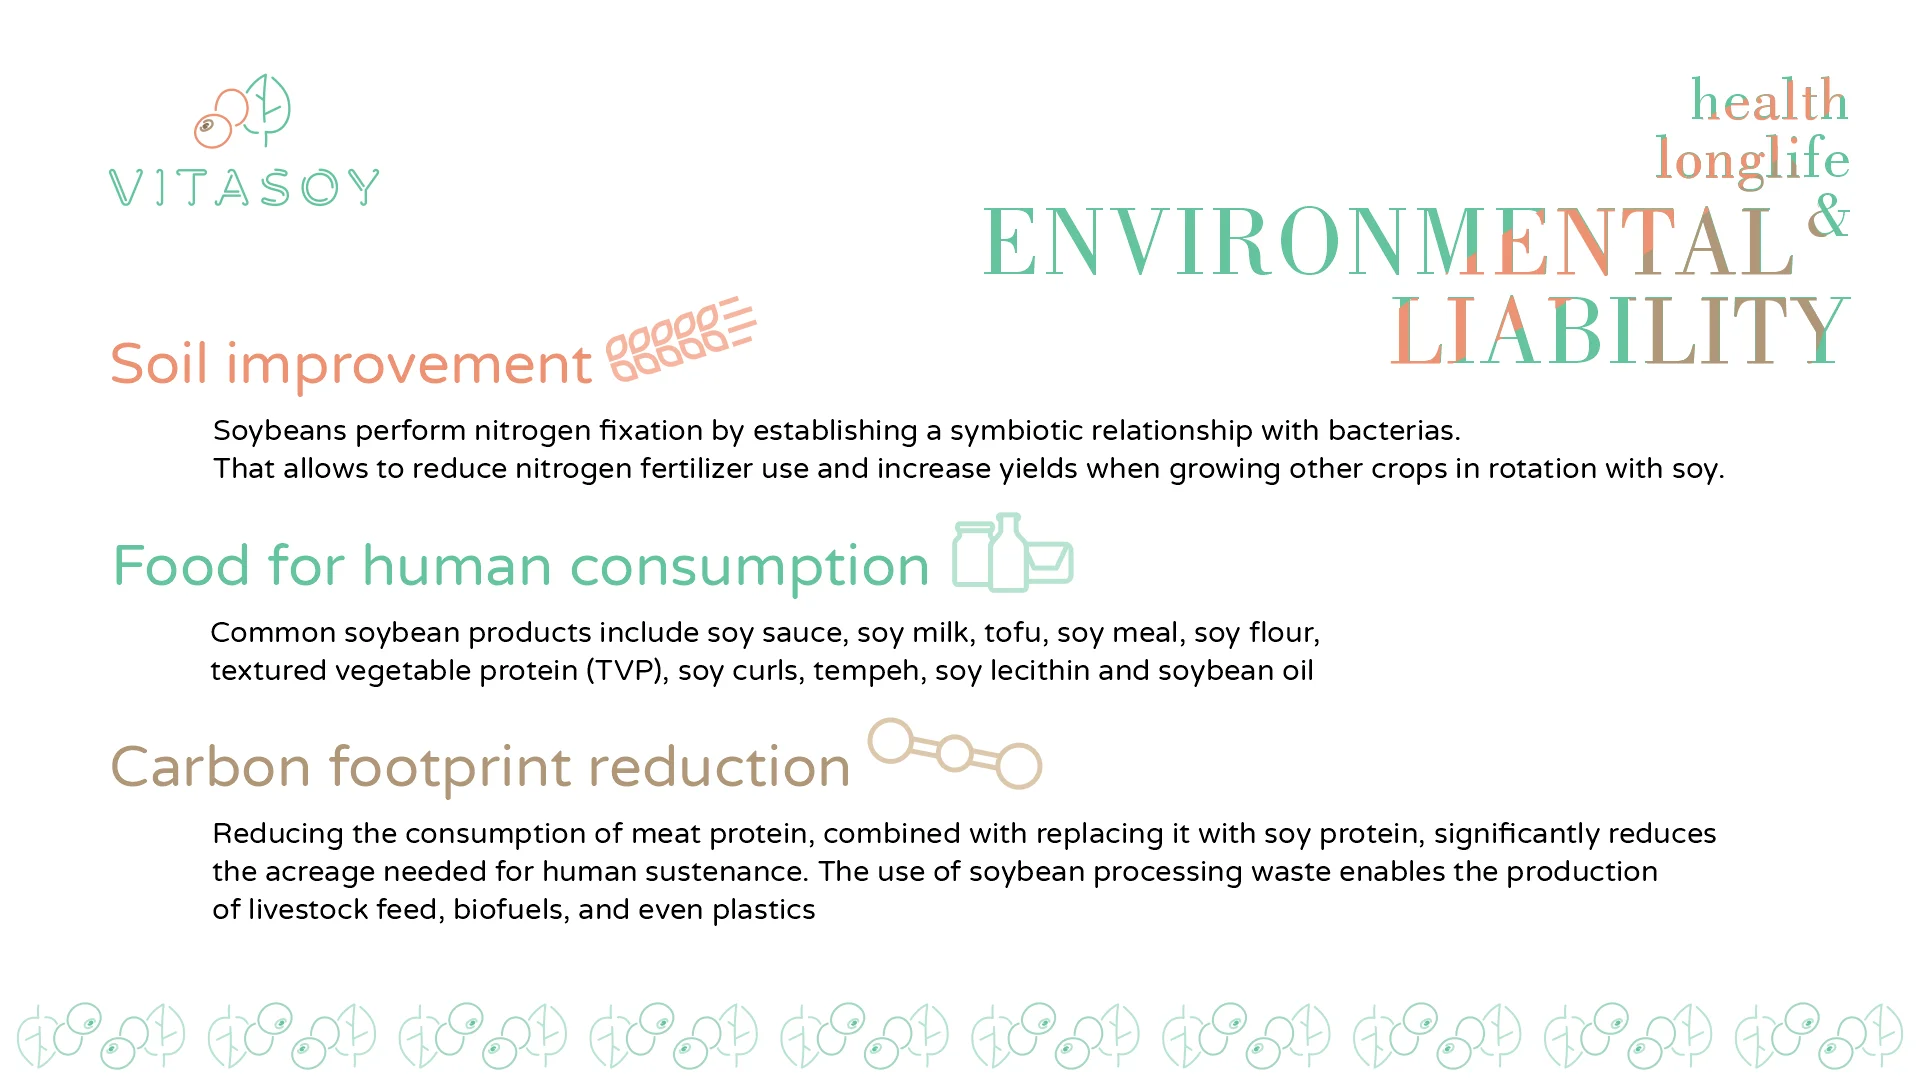 VITASOY
health
longlife
&
ENVIRONMENTAL
LIABILITY
Soil improvement
Soybeans perform nitrogen fixation by establishing a symbiotic relationship with bacterias.
That allows to reduce nitrogen fertilizer use and increase yields when growing other crops in rotation with soy.
Food for human consumption
Common soybean products include soy sauce, soy milk, tofu, soy meal, soy flour,
textured vegetable protein (TVP), soy curls, tempeh, soy lecithin and soybean oil
Carbon footprint reduction
Reducing the consumption of meat protein, combined with replacing it with soy protein, significantly reduces
the acreage needed for human sustenance. The use of soybean processing waste enables the production
of livestock feed, biofuels, and even plastics